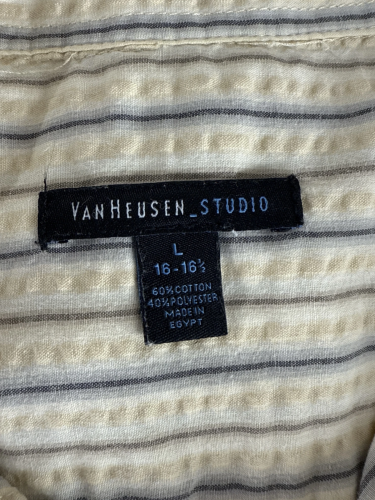 VANHEUSEN_STUDIO
L
16-16½
60% COTTON
40% POLYESTER
MADE IN
EGYPT